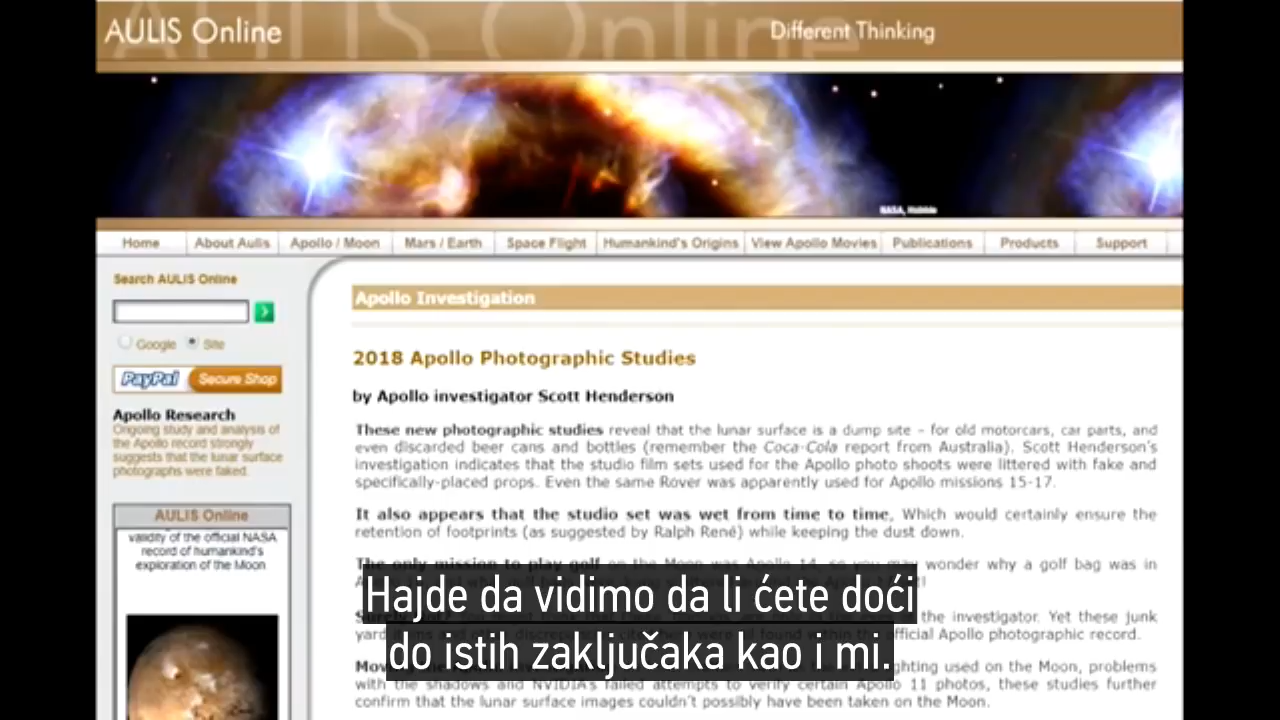 AULIS Online
Different Thinking
NASA, Hubble
Home About Aulis Apollo / Moon Mars / Earth Space Flight Humankind's Origins View Apollo Movies Publications Products Support
Search AULIS Online
Google Site
PayPal Secure Shop
Apollo Research
Ongoing study and analysis
of the Apollo record strongly
suggests that the lunar surface
photographs were faked
AULIS Online
validity of the official NASA
record of humankind's
exploration of the Moon
Apollo Investigation
2018 Apollo Photographic Studies
by Apollo investigator Scott Henderson
These new photographic studies reveal that the lunar surface is a dump site – for old motorcars, car parts, and
even discarded beer cans and bottles (remember the Coca-Cola report from Australia). Scott Henderson's
investigation indicates that the studio film sets used for the Apollo photo shoots were littered with fake and
specifically-placed props. Even the same Rover was apparently used for Apollo missions 15-17.
It also appears that the studio set was wet from time to time. Which would certainly ensure the
retention of footprints (as suggested by Ralph René) while keeping the dust down.
The only mission to play golf on the Moon was Apollo 14, so you may wonder why a golf bag was in
the investigator. Yet these junk
yard official Apollo photographic record.
lighting used on the Moon, problems
with the shadows and NVIDIA's failed attempts to verify certain Apollo 11 photos, these studies further
confirm that the lunar surface images couldn't possibly have been taken on the Moon.
Hajde da vidimo da li ćete doći
do istih zaključaka kao i mi.